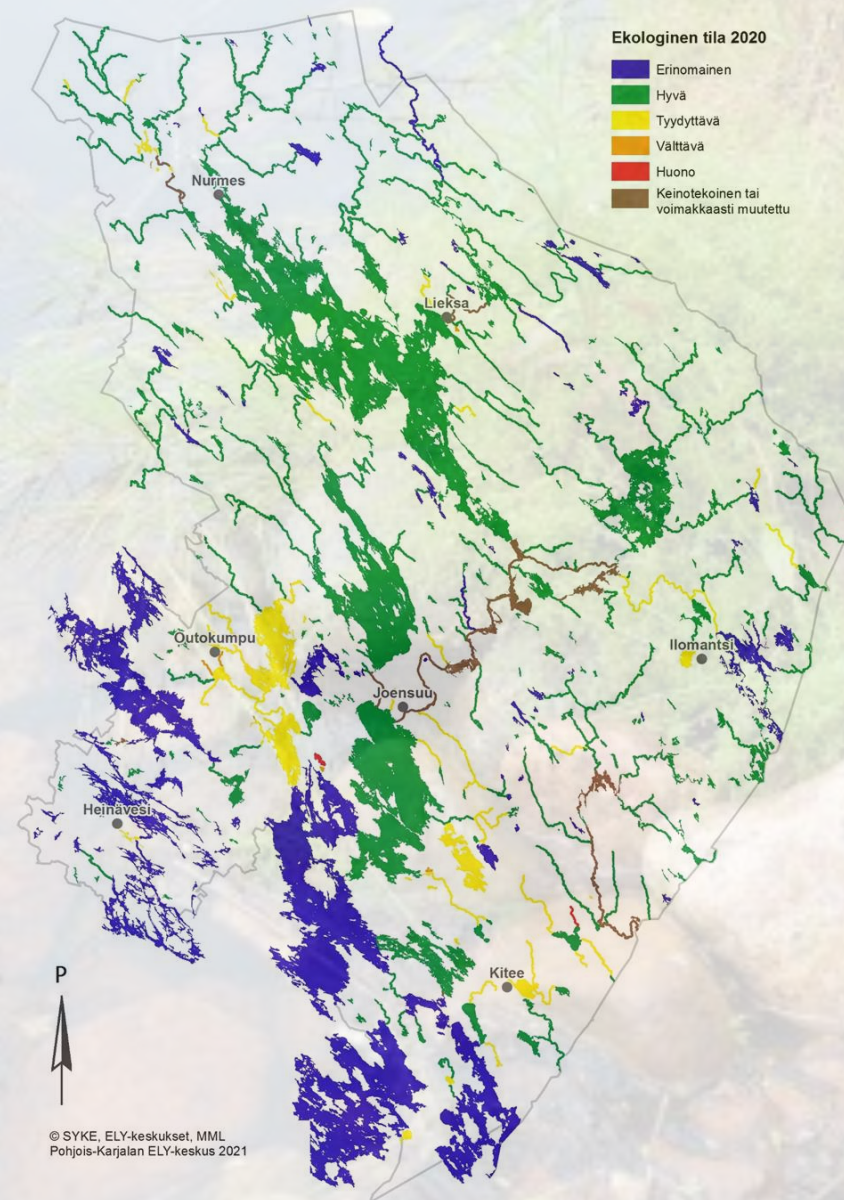 Ekologinen tila 2020
Erinomainen
Hyvä
Tyydyttävä
Välttävä
Huono
Keinotekoinen tai
voimakkaasti muutettu
Nurmes
Lieksa
Outokumpu
Ilomantsi
Joensuu
Heinävesi
Kitee
P
© SYKE, ELY-keskukset, MML
Pohjois-Karjalan ELY-keskus 2021